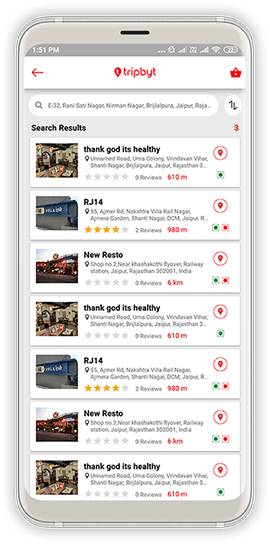 1:51 PM
tripbyt
E-32, Rani Sati Nagar, Nirmon Nagar, Brijlalpura, Jaipur, Raja...
Search Results 3
thank god its healthy
Unnamed Road, Uma Colony, Vrindavan Vihar,
Shanti Nagar, Brijlalpura, Jaipur, Rajasthan 3...
0 Reviews 610 m
RJ14
55, Ajmer Rd, Nakshtra Villa Rail Nagar,
Ajmera Garden, Shanti Nagar, DCM, Jaipur, R...
2 Reviews 980 m
New Resto
Shop no.2,Near khashakothi flyover, Railway
station, Jaipur, Rajasthan 302001, India
0 Reviews 6 km
thank god its healthy
Unnamed Road, Uma Colony, Vrindavan Vihar,
Shanti Nagar, Brijlalpura, Jaipur, Rajasthan 3...
0 Reviews 610 m
RJ14
55, Ajmer Rd, Nakshtra Villa Rail Nagar,
Ajmera Garden, Shanti Nagar, DCM, Jaipur, R...
2 Reviews 980 m
New Resto
Shop no.2,Near khashakothi flyover, Railway
station, Jaipur, Rajasthan 302001, India
0 Reviews 6 km
thank god its healthy
Unnamed Road, Uma Colony, Vrindavan Vihar,
Shanti Nagar, Brijlalpura, Jaipur, Rajasthan 3...
0 Reviews 610 m